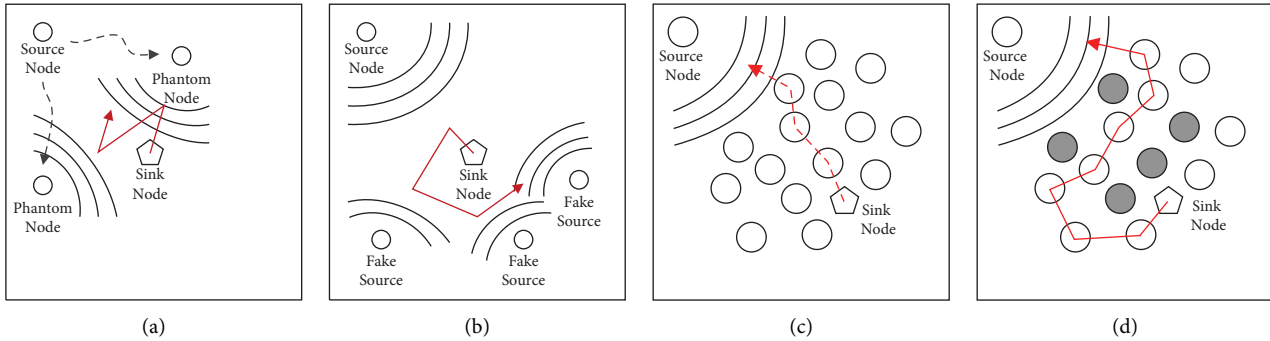 Source
Node
Phantom
Node
Sink
Node
Phantom
Node
(a)
Source
Node
Sink
Node
Fake
Source
Fake
Source
Fake
Source
(b)
Source
Node
Sink
Node
(c)
Source
Node
Sink
Node
(d)